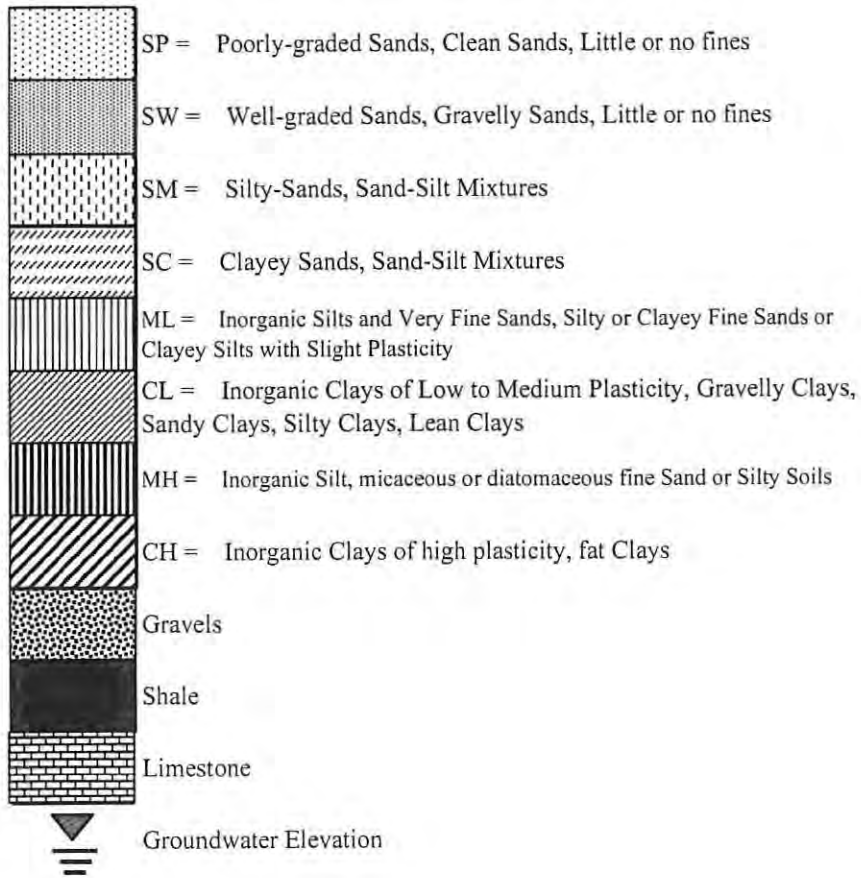 SP = Poorly-graded Sands, Clean Sands, Little or no fines
SW = Well-graded Sands, Gravelly Sands, Little or no fines
SM = Silty-Sands, Sand-Silt Mixtures
SC = Clayey Sands, Sand-Silt Mixtures
ML = Inorganic Silts and Very Fine Sands, Silty or Clayey Fine Sands or
Clayey Silts with Slight Plasticity
CL = Inorganic Clays of Low to Medium Plasticity, Gravelly Clays,
Sandy Clays, Silty Clays, Lean Clays
MH = Inorganic Silt, micaceous or diatomaceous fine Sand or Silty Soils
CH = Inorganic Clays of high plasticity, fat Clays
Gravels
Shale
Limestone
Groundwater Elevation